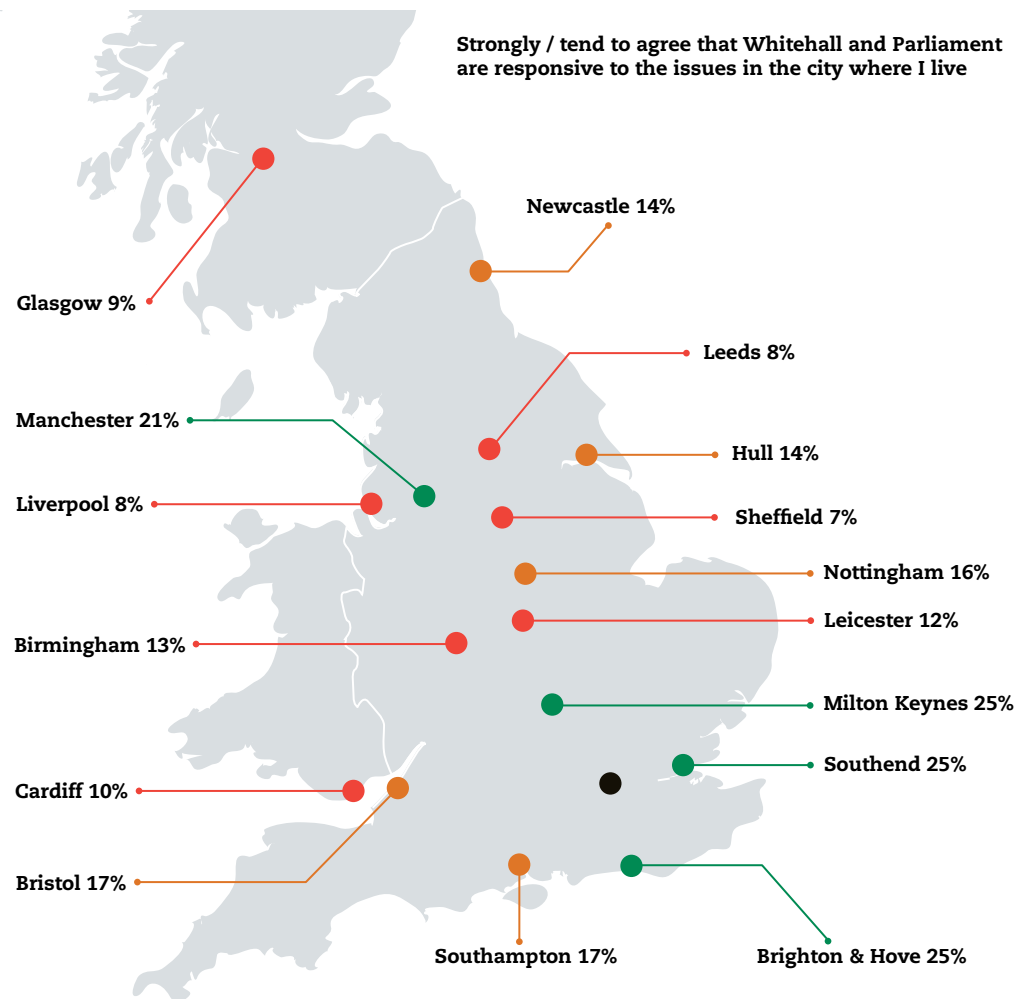 Strongly / tend to agree that Whitehall and Parliament
are responsive to the issues in the city where I live
Newcastle 14%
Glasgow 9%
Leeds 8%
Manchester 21%
Hull 14%
Liverpool 8%
Sheffield 7%
Nottingham 16%
Leicester 12%
Birmingham 13%
Milton Keynes 25%
Southend 25%
Cardiff 10%
Bristol 17%
Southampton 17%
Brighton & Hove 25%